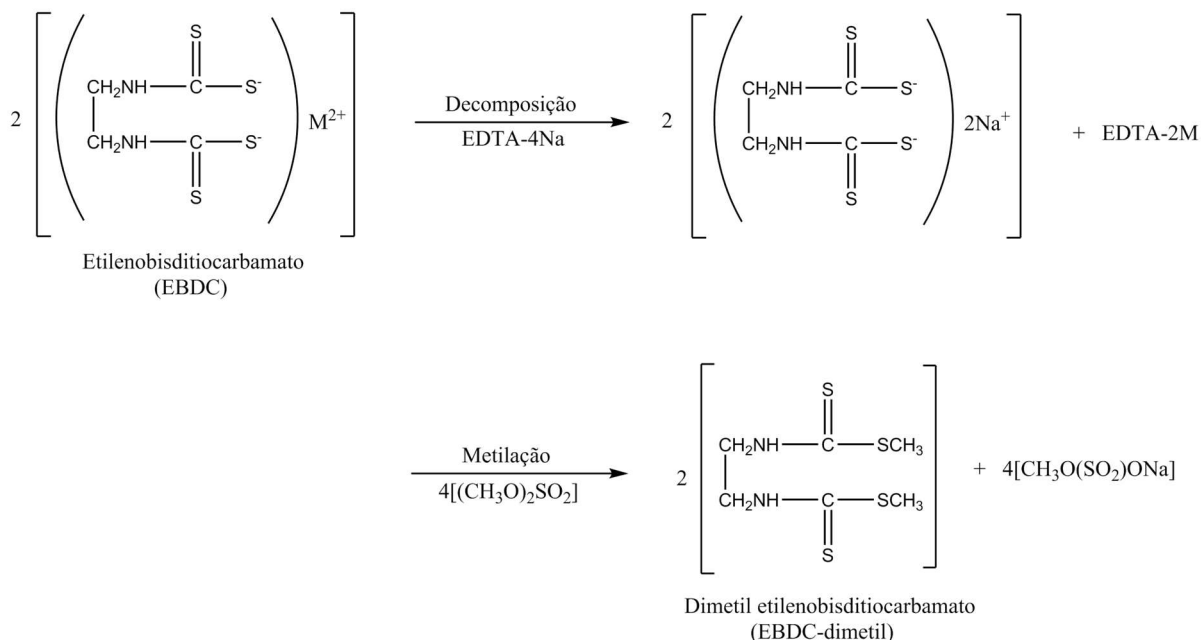 2
S
CH₂NH
C
S⁻
CH₂NH
C
S⁻
S
M²⁺
Etilenobisditiocarbamato
(EBDC)
Decomposição
EDTA-4Na
2
S
CH₂NH
C
S⁻
CH₂NH
C
S⁻
S
2Na⁺
+ EDTA-2M
Metilação
4[(CH₃O)₂SO₂]
2
S
CH₂NH
C
SCH₃
CH₂NH
C
SCH₃
S
+ 4[CH₃O(SO₂)ONa]
Dimetil etilenobisditiocarbamato
(EBDC-dimetil)